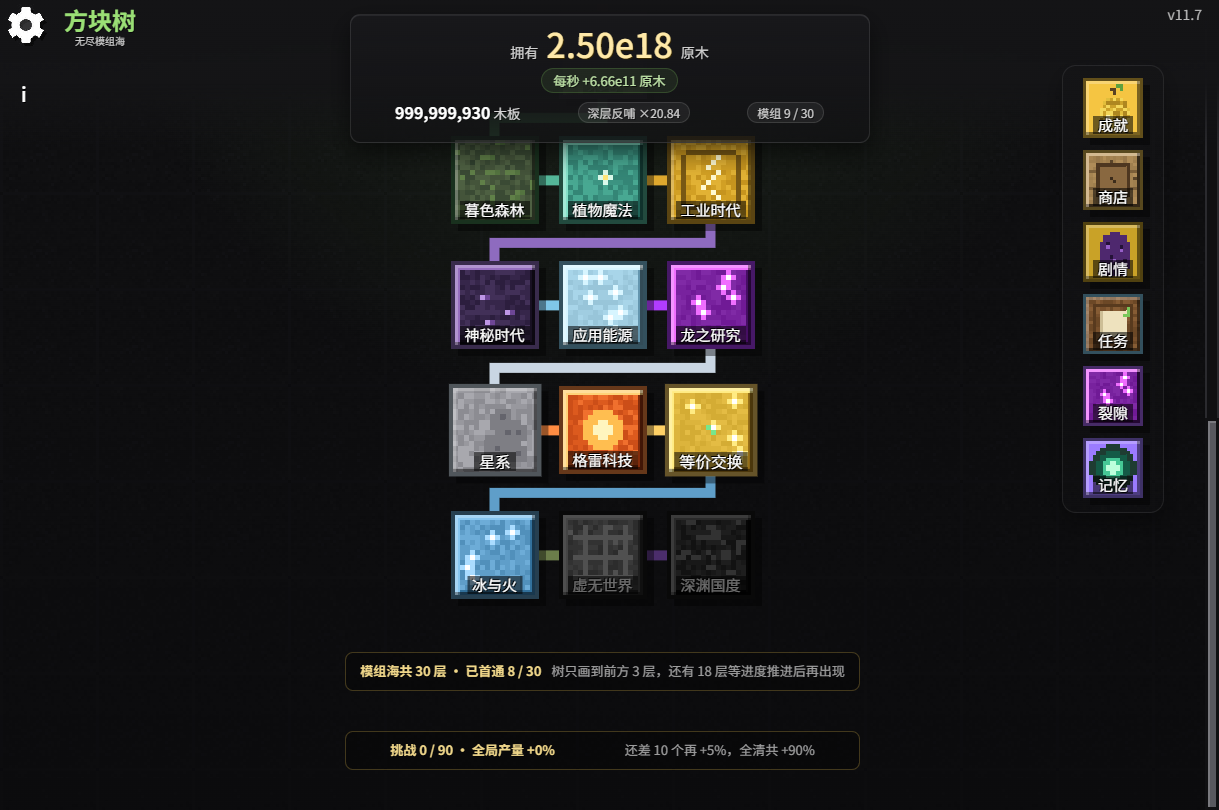 方块树
无尽模组海
v11.7
拥有 2.50e18 原木
每秒 +6.66e11 原木
999,999,930 木板
深层反哺 ×20.84
模组 9 / 30
i
成就
商店
剧情
任务
裂隙
记忆
暮色森林
植物魔法
工业时代
神秘时代
应用能源
龙之研究
星系
格雷科技
等价交换
冰与火
虚无世界
深渊国度
模组海共 30 层 · 已首通 8 / 30 树只画到前方 3 层，还有 18 层等进度推进后再出现
挑战 0 / 90 · 全局产量 +0% 还差 10 个再 +5%，全清共 +90%